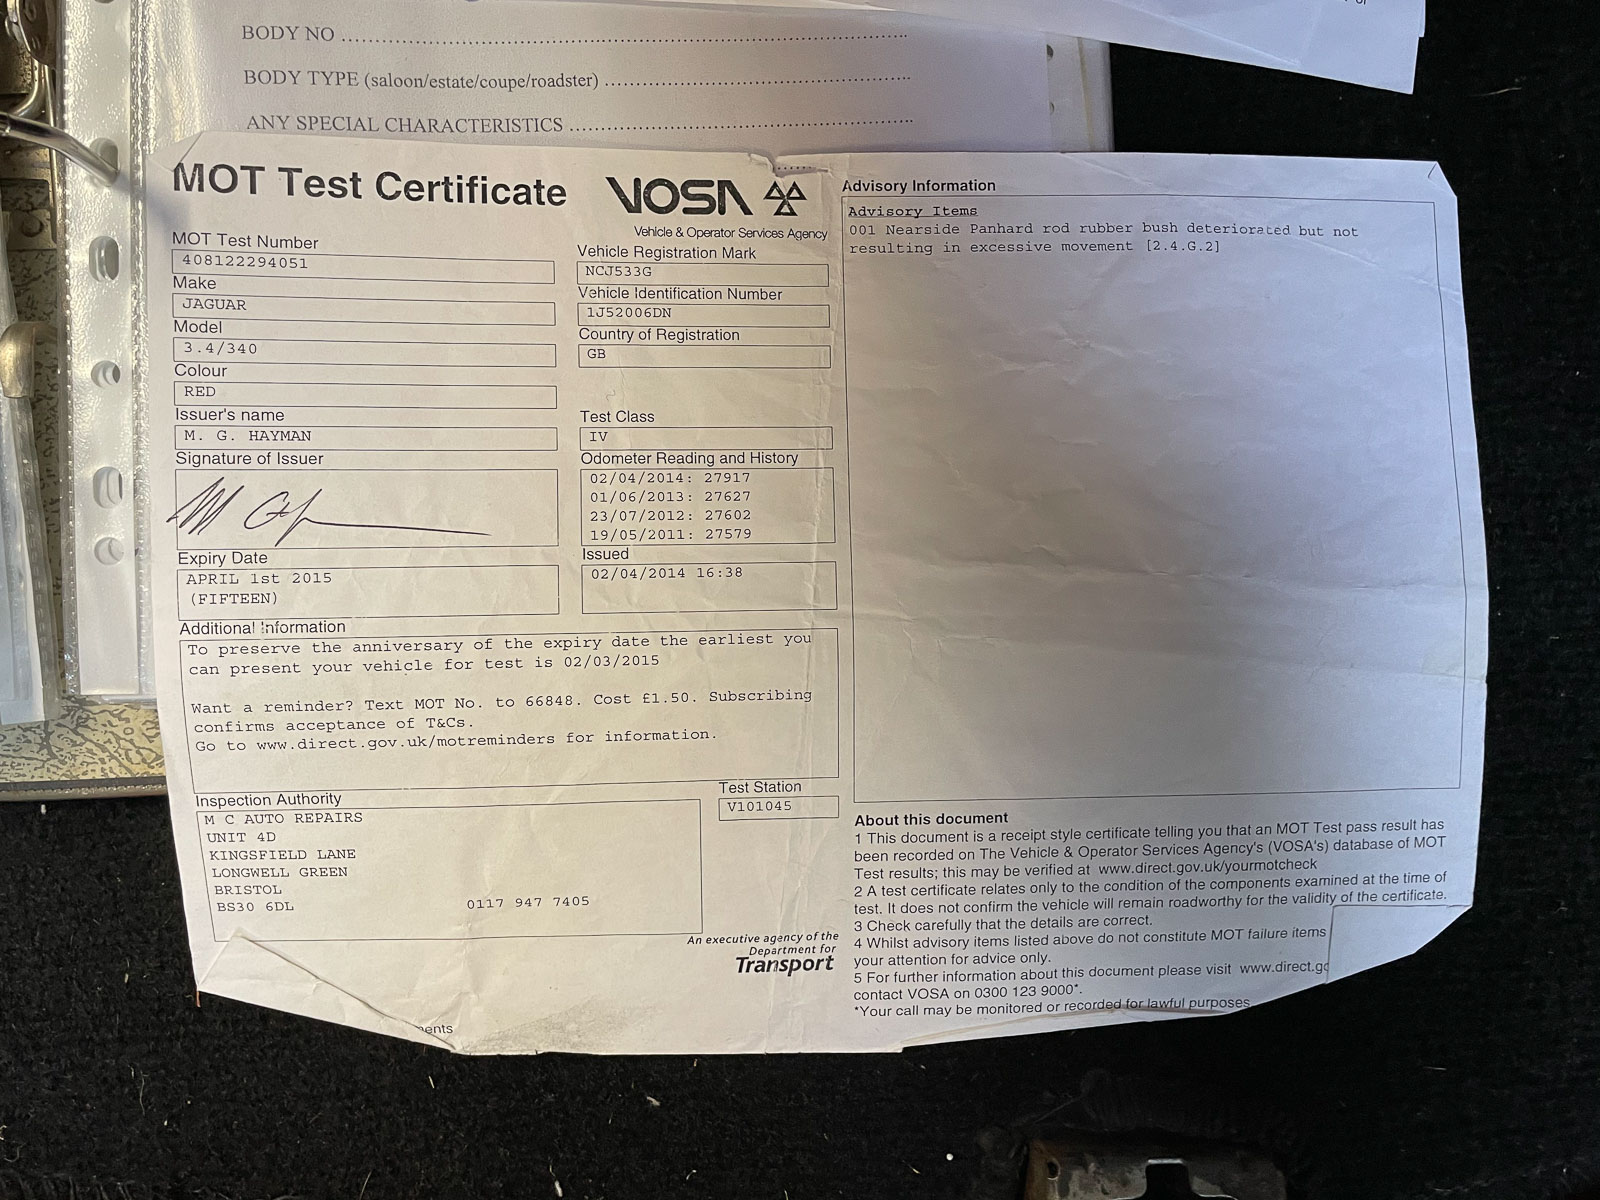 BODY NO
BODY TYPE (saloon/estate/coupe/roadster)
ANY SPECIAL CHARACTERISTICS
MOT Test Certificate
VOSA
Vehicle & Operator Services Agency
MOT Test Number
408122294051
Make
JAGUAR
Model
3.4/340
Colour
RED
Issuer's name
M. G. HAYMAN
Signature of Issuer
Expiry Date
APRIL 1st 2015
(FIFTEEN)
Vehicle Registration Mark
NCJ533G
Vehicle Identification Number
1J52006DN
Country of Registration
GB
Test Class
IV
Odometer Reading and History
02/04/2014: 27917
01/06/2013: 27627
23/07/2012: 27602
19/05/2011: 27579
Issued
02/04/2014 16:38
Additional Information
To preserve the anniversary of the expiry date the earliest you
can present your vehicle for test is 02/03/2015
Want a reminder? Text MOT No. to 66848. Cost £1.50. Subscribing
confirms acceptance of T&Cs.
Go to www.direct.gov.uk/motreminders for information.
Inspection Authority
M C AUTO REPAIRS
UNIT 4D
KINGSFIELD LANE
LONGWELL GREEN
BRISTOL
BS30 6DL 0117 947 7405
Test Station
V101045
An executive agency of the
Department for
Transport
Advisory Information
Advisory Items
001 Nearside Panhard rod rubber bush deteriorated but not
resulting in excessive movement [2.4.G.2]
About this document
1 This document is a receipt style certificate telling you that an MOT Test pass result has
been recorded on The Vehicle & Operator Services Agency's (VOSA's) database of MOT
Test results; this may be verified at www.direct.gov.uk/yourmotcheck
2 A test certificate relates only to the condition of the components examined at the time of
test. It does not confirm the vehicle will remain roadworthy for the validity of the certificate.
3 Check carefully that the details are correct.
4 Whilst advisory items listed above do not constitute MOT failure items
your attention for advice only.
5 For further information about this document please visit www.direct.go
contact VOSA on 0300 123 9000*.
*Your call may be monitored or recorded for lawful purposes